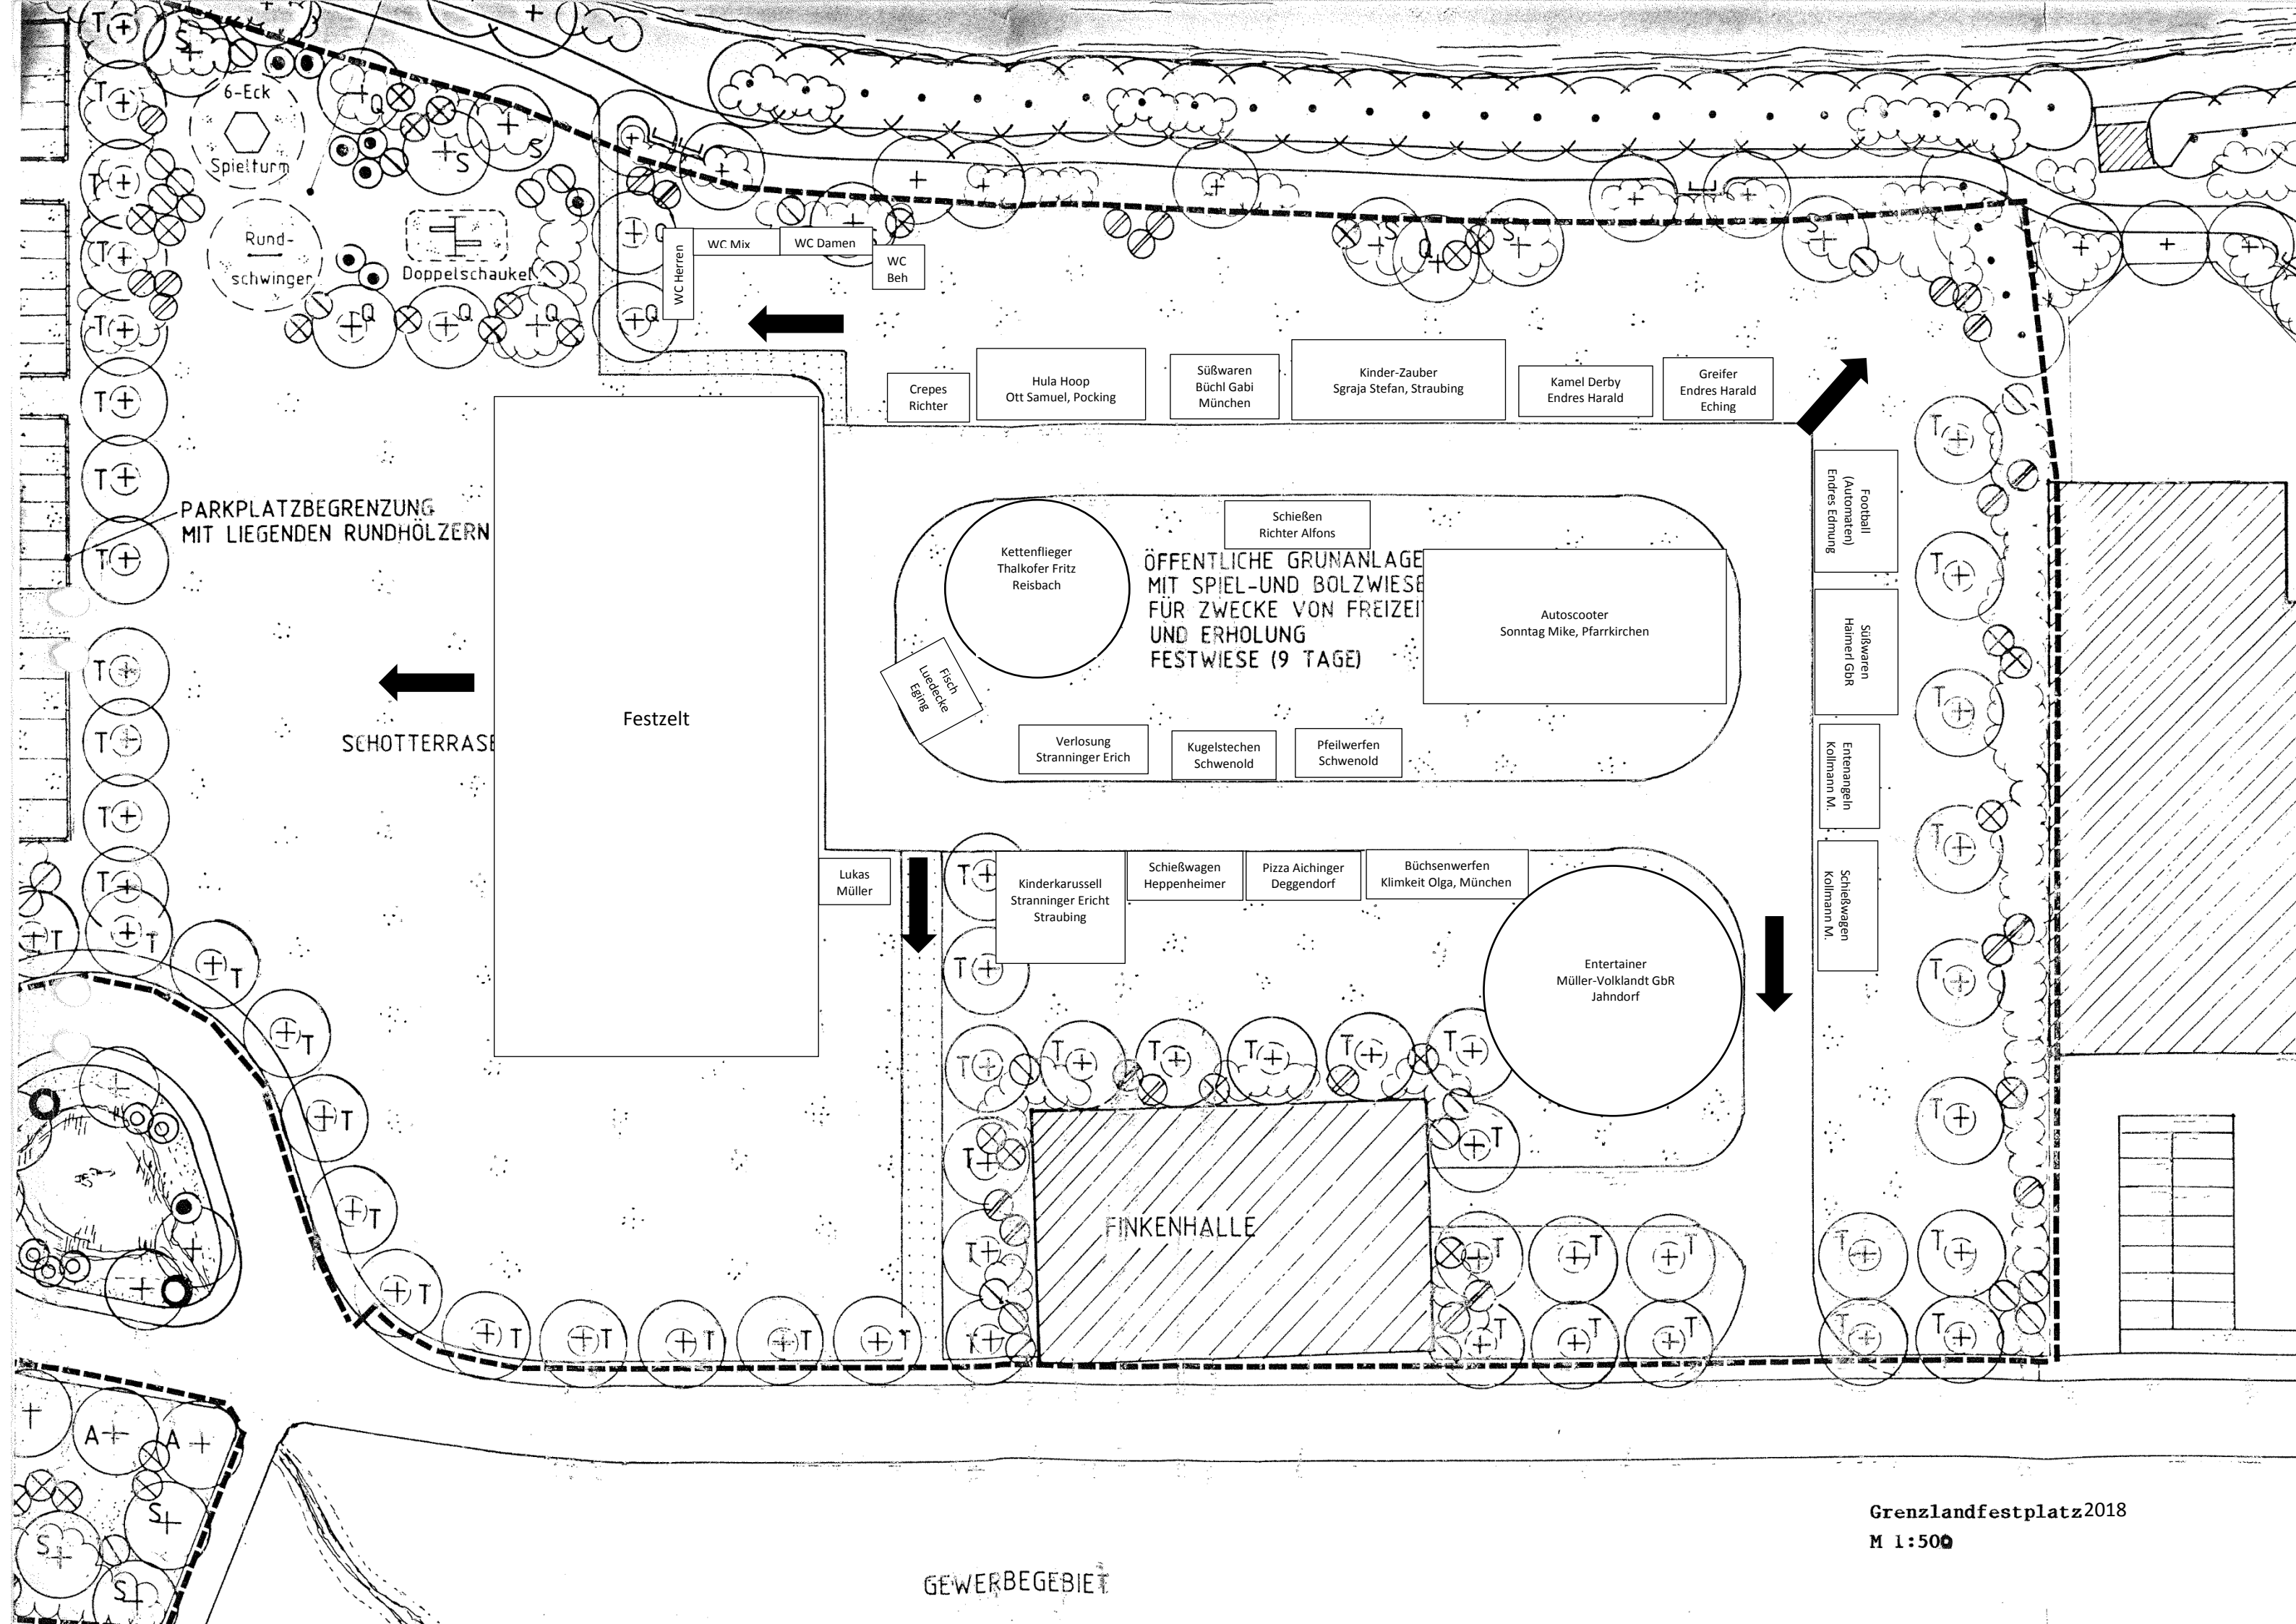 6-Eck
Spielturm
Rund-
schwinger
Doppelschaukel
WC Herren
WC Mix
WC Damen
WC
Beh
Crepes
Richter
Hula Hoop
Ott Samuel, Pocking
Süßwaren
Büchl Gabi
München
Kinder-Zauber
Sgraja Stefan, Straubing
Kamel Derby
Endres Harald
Greifer
Endres Harald
Eching
PARKPLATZBEGRENZUNG
MIT LIEGENDEN RUNDHÖLZERN
SCHOTTERRASE
Festzelt
Kettenflieger
Thalkofer Fritz
Reisbach
Schießen
Richter Alfons
ÖFFENTLICHE GRÜNANLAGE
MIT SPIEL-UND BOLZWIESE
FÜR ZWECKE VON FREIZEI
UND ERHOLUNG
FESTWIESE (9 TAGE)
Autoscooter
Sonntag Mike, Pfarrkirchen
Fisch
Luedecke
Eging
Verlosung
Stranninger Erich
Kugelstechen
Schwenold
Pfeilwerfen
Schwenold
Football
(Automaten)
Endres Edmung
Süßwaren
Haimerl GbR
Entenangeln
Kollmann M.
Schießwagen
Kollmann M.
Lukas
Müller
Kinderkarussell
Stranninger Ericht
Straubing
Schießwagen
Heppenheimer
Pizza Aichinger
Deggendorf
Büchsenwerfen
Klimkeit Olga, München
Entertainer
Müller-Volklandt GbR
Jahndorf
FINKENHALLE
Grenzlandfestplatz2018
M 1:500
GEWERBEGEBIET